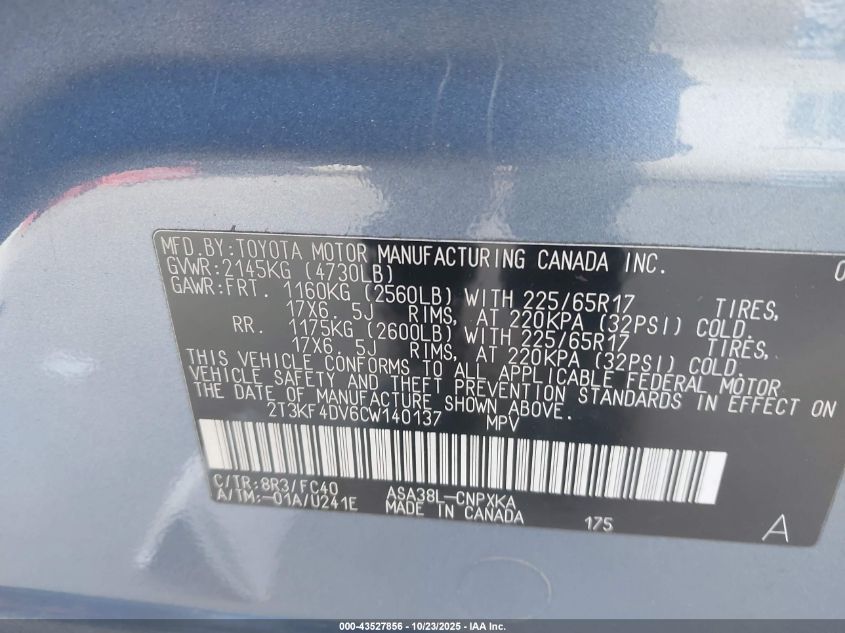 MFD.BY:TOYOTA MOTOR MANUFACTURING CANADA INC. 0
GVWR:2145KG (4730LB)
GAWR:FRT. 1160KG (2560LB) WITH 225/65R17 TIRES,
17X6. 5J RIMS, AT 220KPA (32PSI) COLD.
RR. 1175KG (2600LB) WITH 225/65R17 TIRES,
17X6. 5J RIMS, AT 220KPA (32PSI) COLD.
THIS VEHICLE CONFORMS TO ALL APPLICABLE FEDERAL MOTOR
VEHICLE SAFETY AND THEFT PREVENTION STANDARDS IN EFFECT ON
THE DATE OF MANUFACTURE SHOWN ABOVE.
2T3KF4DV6CW140137 MPV
C/TR:8R3/FC40 ASA38L-CNPXKA
A/TM:-01A/U241E MADE IN CANADA 175 A
000-43527856 - 10/23/2025 - IAA Inc.